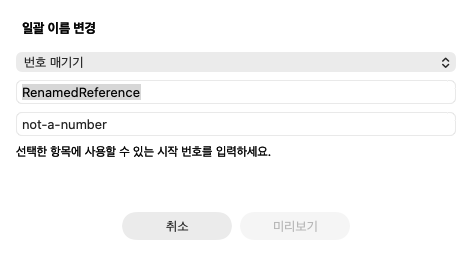 일괄 이름 변경
번호 매기기
RenamedReference
not-a-number
선택한 항목에 사용할 수 있는 시작 번호를 입력하세요.
취소
미리보기